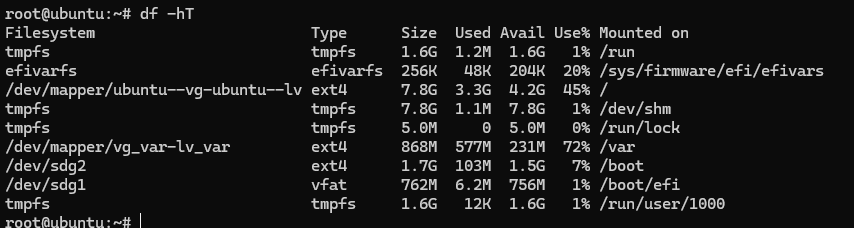 root@ubuntu:~# df -hT
Filesystem                        Type      Size  Used Avail Use% Mounted on
tmpfs                             tmpfs     1.6G  1.2M  1.6G   1% /run
efivarfs                          efivarfs  256K   48K  204K  20% /sys/firmware/efi/efivars
/dev/mapper/ubuntu--vg-ubuntu--lv ext4      7.8G  3.3G  4.2G  45% /
tmpfs                             tmpfs     7.8G  1.1M  7.8G   1% /dev/shm
tmpfs                             tmpfs     5.0M     0  5.0M   0% /run/lock
/dev/mapper/vg_var-lv_var         ext4      868M  577M  231M  72% /var
/dev/sdg2                         ext4      1.7G  103M  1.5G   7% /boot
/dev/sdg1                         vfat      762M  6.2M  756M   1% /boot/efi
tmpfs                             tmpfs     1.6G   12K  1.6G   1% /run/user/1000
root@ubuntu:~#